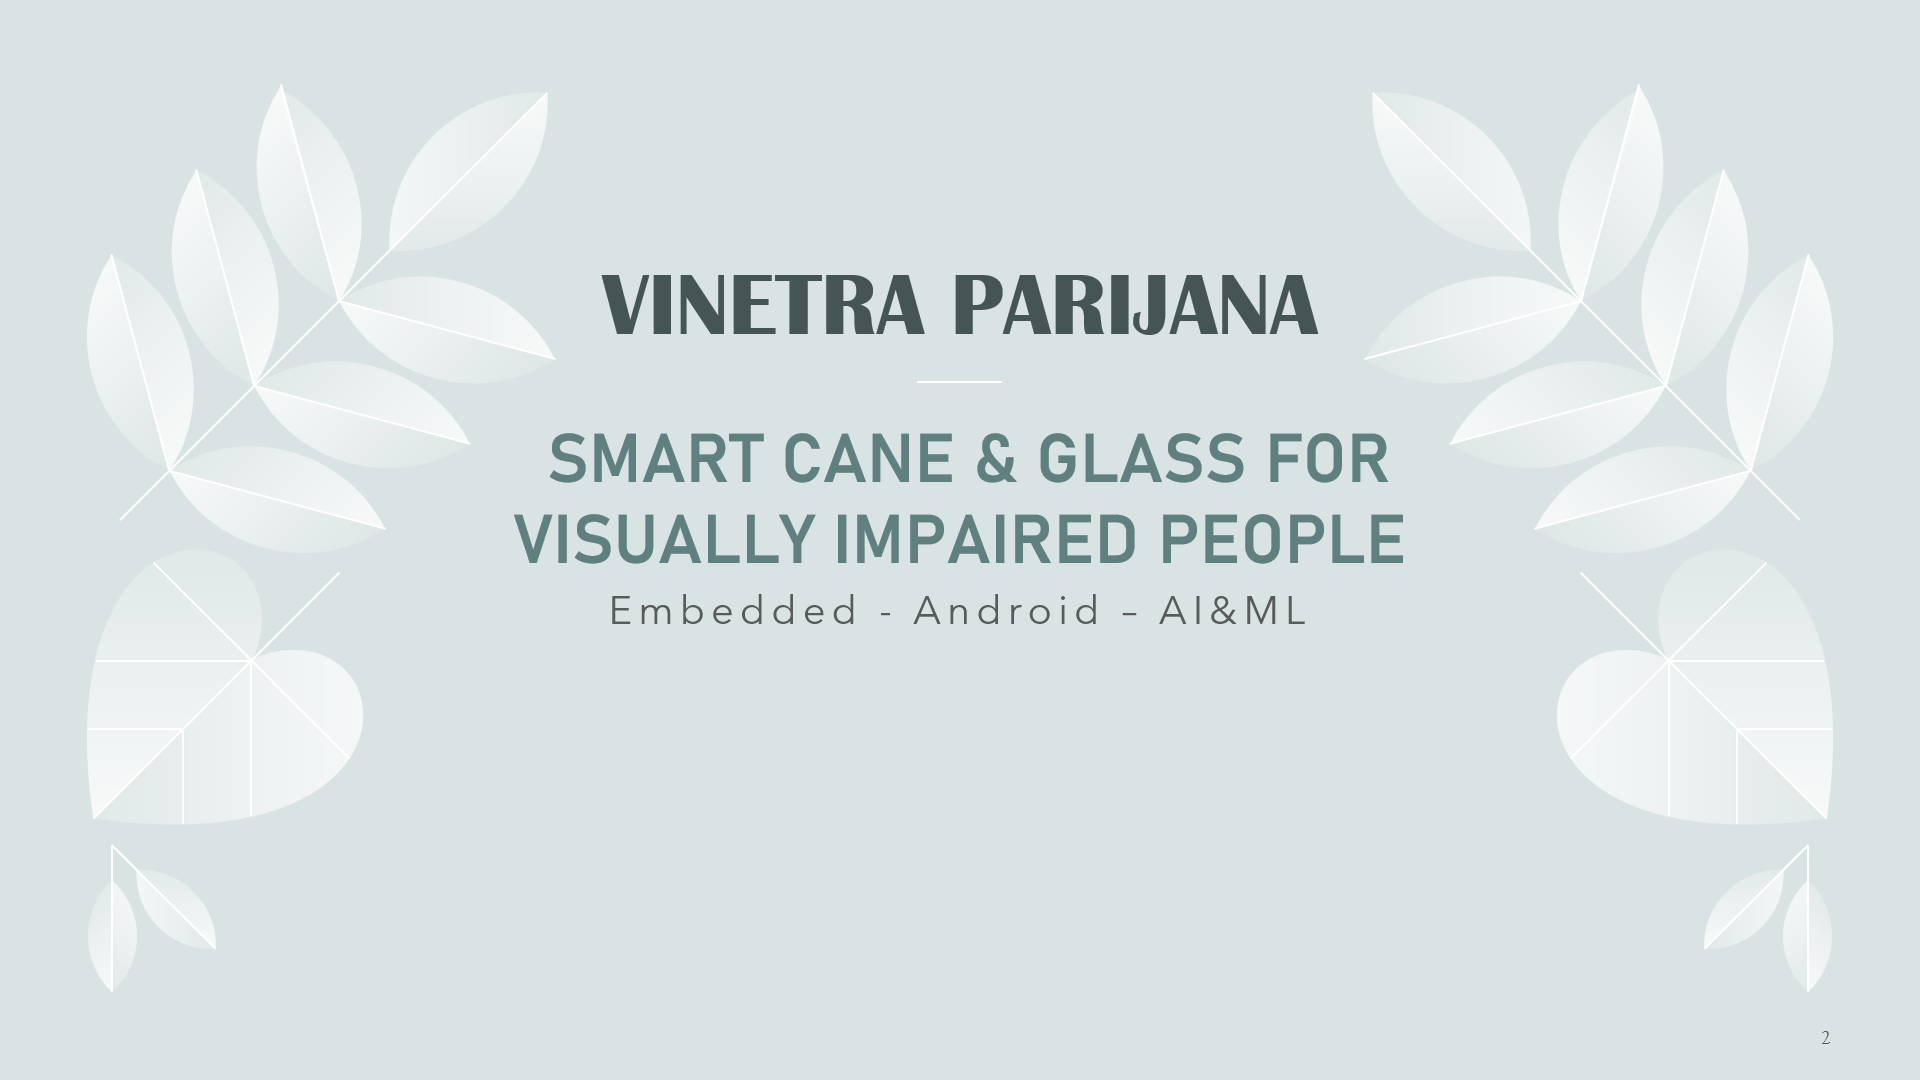 VINETRA PARIJANA
SMART CANE & GLASS FOR
VISUALLY IMPAIRED PEOPLE
Embedded - Android – AI&ML
2